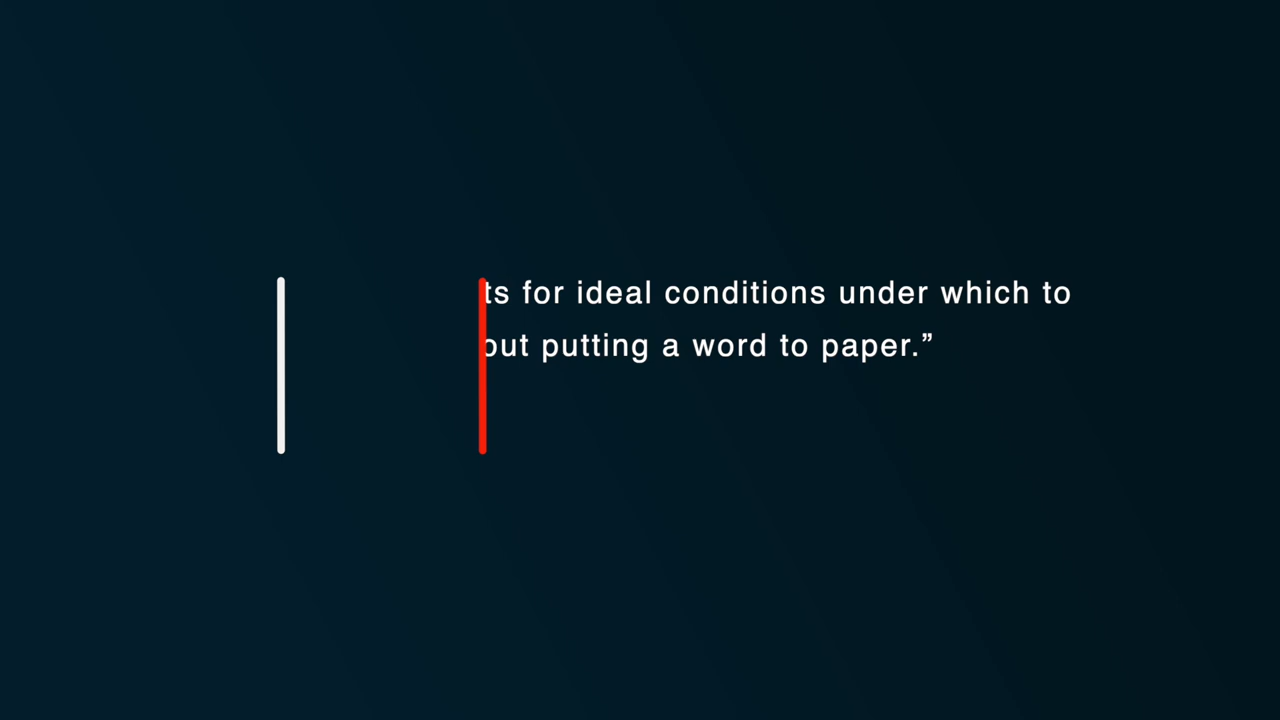 ts for ideal conditions under which to
out putting a word to paper.”